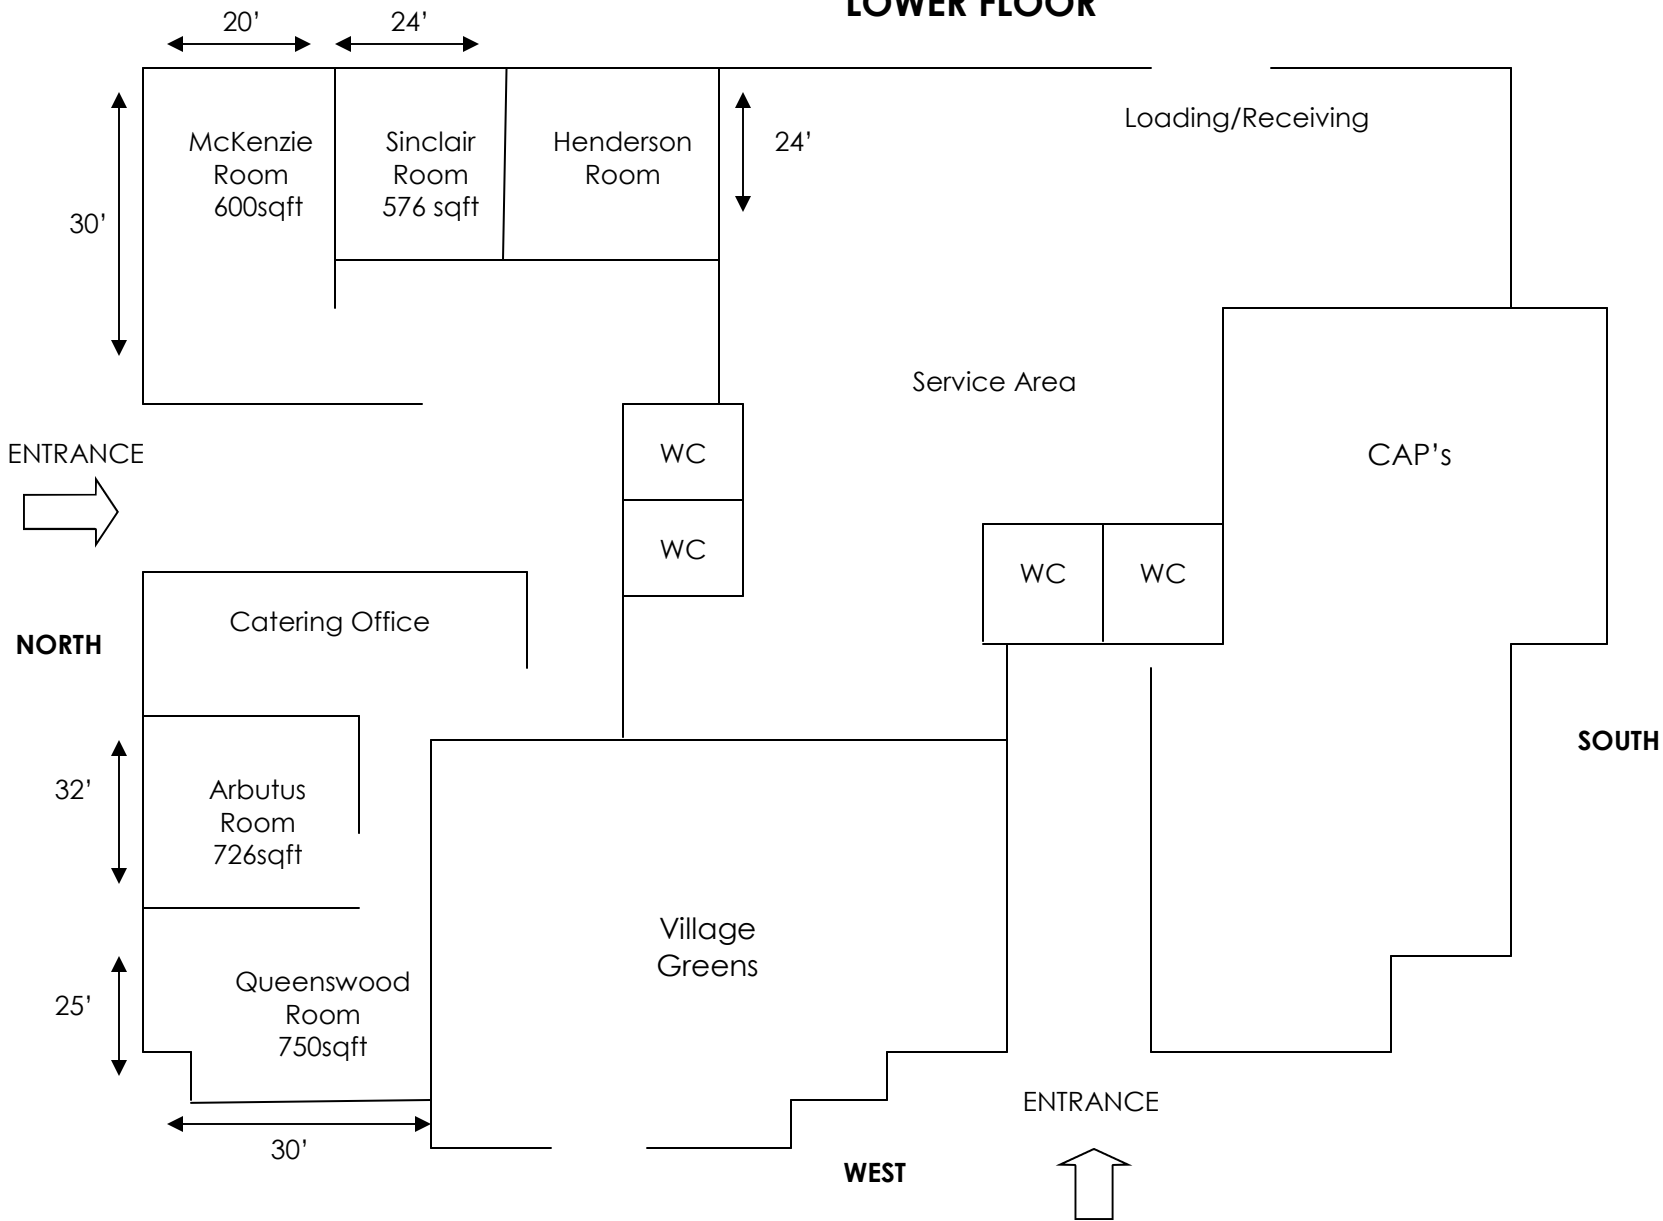 LOWER FLOOR
20’
24’
McKenzie
Room
600sqft
Sinclair
Room
576 sqft
Henderson
Room
24’
Loading/Receiving
30’
Service Area
ENTRANCE
WC
CAP’s
WC
WC
WC
Catering Office
NORTH
SOUTH
32’
Arbutus
Room
726sqft
Village
Greens
25’
Queenswood
Room
750sqft
ENTRANCE
30’
WEST